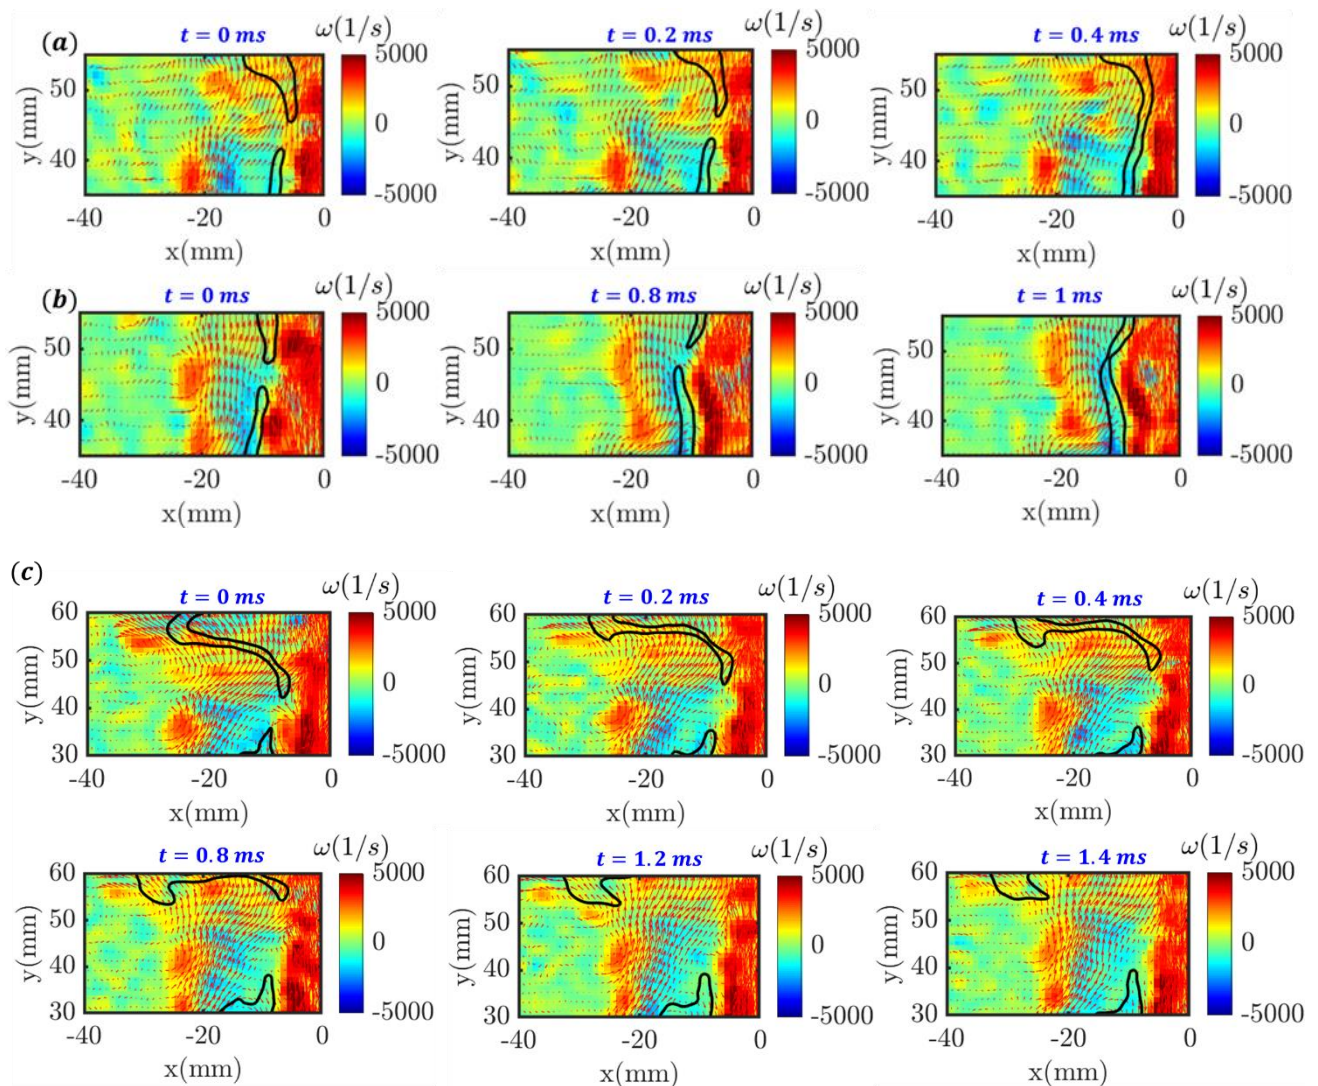 (a)
t = 0 ms
ω(1/s)
5000
0
-5000
y(mm)
50
40
-40
-20
0
x(mm)
t = 0.2 ms
ω(1/s)
5000
0
-5000
y(mm)
50
40
-40
-20
0
x(mm)
t = 0.4 ms
ω(1/s)
5000
0
-5000
y(mm)
50
40
-40
-20
0
x(mm)
(b)
t = 0 ms
ω(1/s)
5000
0
-5000
y(mm)
50
40
-40
-20
0
x(mm)
t = 0.8 ms
ω(1/s)
5000
0
-5000
y(mm)
50
40
-40
-20
0
x(mm)
t = 1 ms
ω(1/s)
5000
0
-5000
y(mm)
50
40
-40
-20
0
x(mm)
(c)
t = 0 ms
ω(1/s)
5000
0
-5000
y(mm)
60
50
40
30
-40
-20
0
x(mm)
t = 0.2 ms
ω(1/s)
5000
0
-5000
y(mm)
60
50
40
30
-40
-20
0
x(mm)
t = 0.4 ms
ω(1/s)
5000
0
-5000
y(mm)
60
50
40
30
-40
-20
0
x(mm)
t = 0.8 ms
ω(1/s)
5000
0
-5000
y(mm)
60
50
40
30
-40
-20
0
x(mm)
t = 1.2 ms
ω(1/s)
5000
0
-5000
y(mm)
60
50
40
30
-40
-20
0
x(mm)
t = 1.4 ms
ω(1/s)
5000
0
-5000
y(mm)
60
50
40
30
-40
-20
0
x(mm)